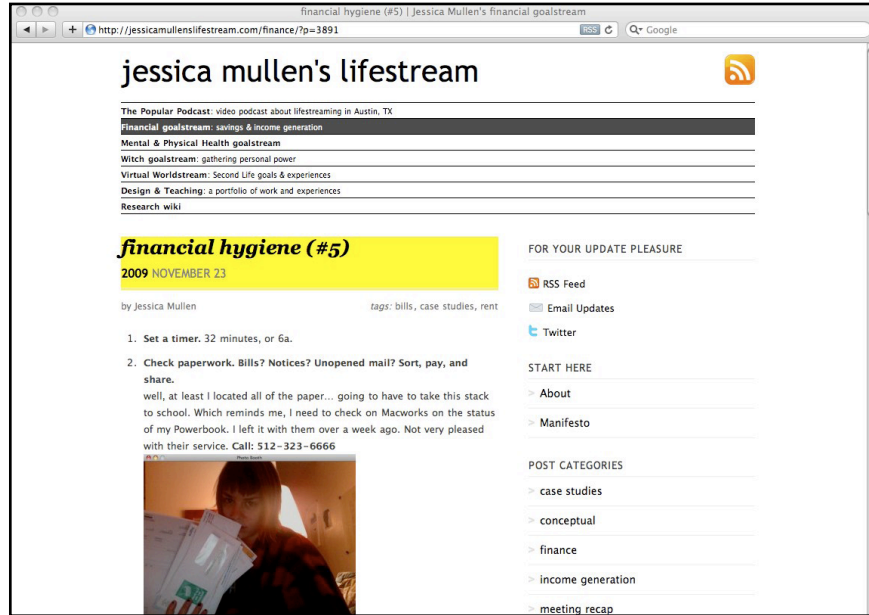 financial hygiene (#5) | Jessica Mullen's financial goalstream
http://jessicamullenslifestream.com/finance/?p=3891
RSS
Google
jessica mullen's lifestream
The Popular Podcast: video podcast about lifestreaming in Austin, TX
Financial goalstream: savings & income generation
Mental & Physical Health goalstream
Witch goalstream: gathering personal power
Virtual Worldstream: Second Life goals & experiences
Design & Teaching: a portfolio of work and experiences
Research wiki
financial hygiene (#5)
2009 NOVEMBER 23
by Jessica Mullen
tags: bills, case studies, rent
1. Set a timer. 32 minutes, or 6a.
2. Check paperwork. Bills? Notices? Unopened mail? Sort, pay, and
share.
well, at least I located all of the paper... going to have to take this stack
to school. Which reminds me, I need to check on Macworks on the status
of my Powerbook. I left it with them over a week ago. Not very pleased
with their service. Call: 512-323-6666
Photo Booth
FOR YOUR UPDATE PLEASURE
RSS Feed
Email Updates
Twitter
START HERE
> About
> Manifesto
POST CATEGORIES
> case studies
> conceptual
> finance
> income generation
> meeting recap